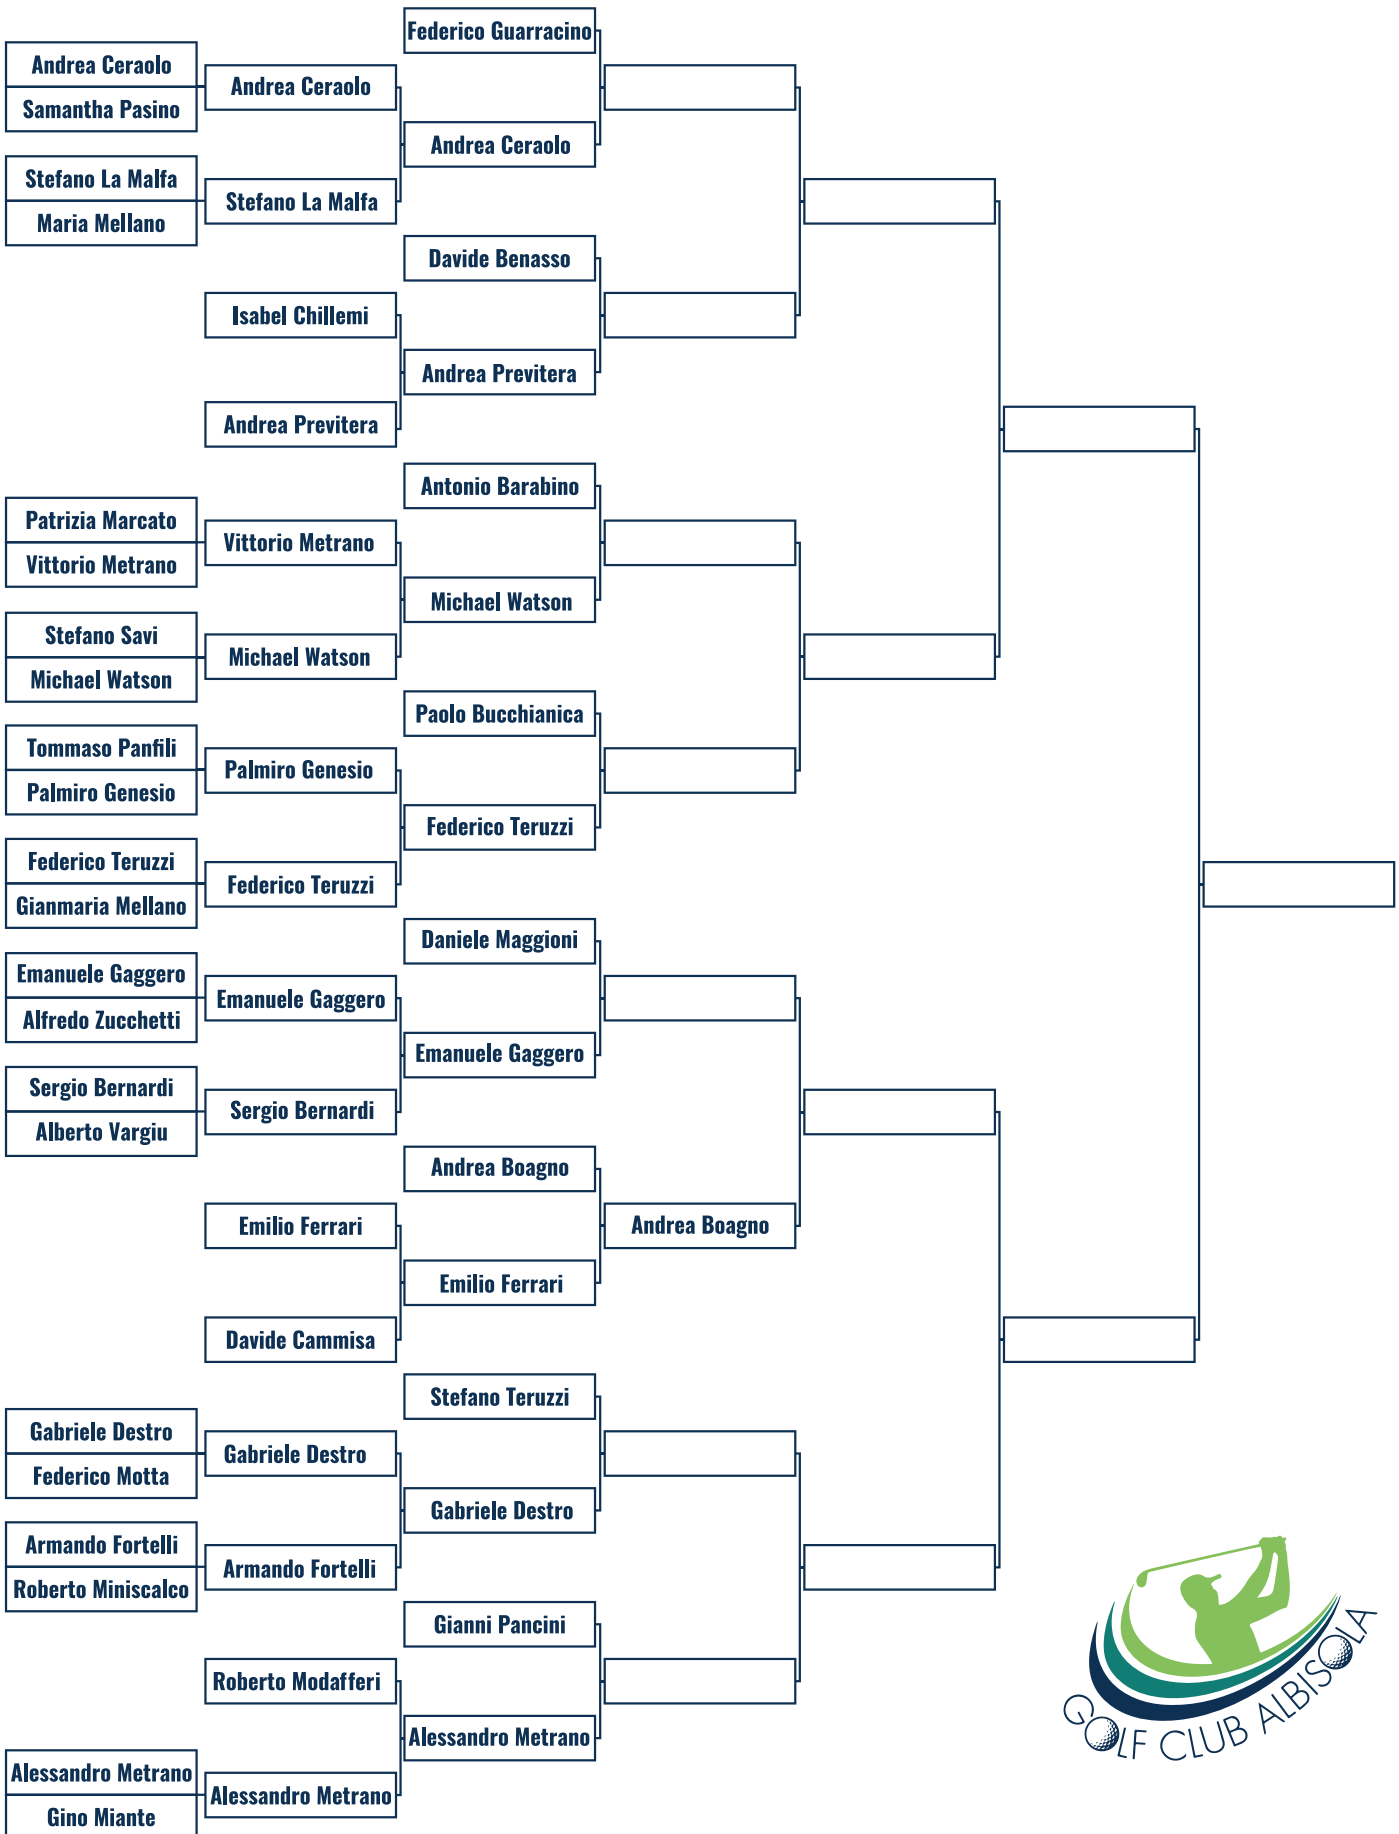 Federico Guarracino
Andrea Ceraolo
Samantha Pasino
Andrea Ceraolo
Andrea Ceraolo
Stefano La Malfa
Maria Mellano
Stefano La Malfa
Davide Benasso
Isabel Chillemi
Andrea Previtera
Andrea Previtera
Antonio Barabino
Patrizia Marcato
Vittorio Metrano
Vittorio Metrano
Michael Watson
Stefano Savi
Michael Watson
Michael Watson
Paolo Bucchianica
Tommaso Panfili
Palmiro Genesio
Palmiro Genesio
Federico Teruzzi
Federico Teruzzi
Gianmaria Mellano
Federico Teruzzi
Daniele Maggioni
Emanuele Gaggero
Alfredo Zucchetti
Emanuele Gaggero
Emanuele Gaggero
Sergio Bernardi
Alberto Vargiu
Sergio Bernardi
Andrea Boagno
Emilio Ferrari
Andrea Boagno
Emilio Ferrari
Davide Cammisa
Stefano Teruzzi
Gabriele Destro
Federico Motta
Gabriele Destro
Gabriele Destro
Armando Fortelli
Roberto Miniscalco
Armando Fortelli
Gianni Pancini
Roberto Modafferi
Alessandro Metrano
Alessandro Metrano
Gino Miante
Alessandro Metrano
GOLF CLUB ALBISOLA